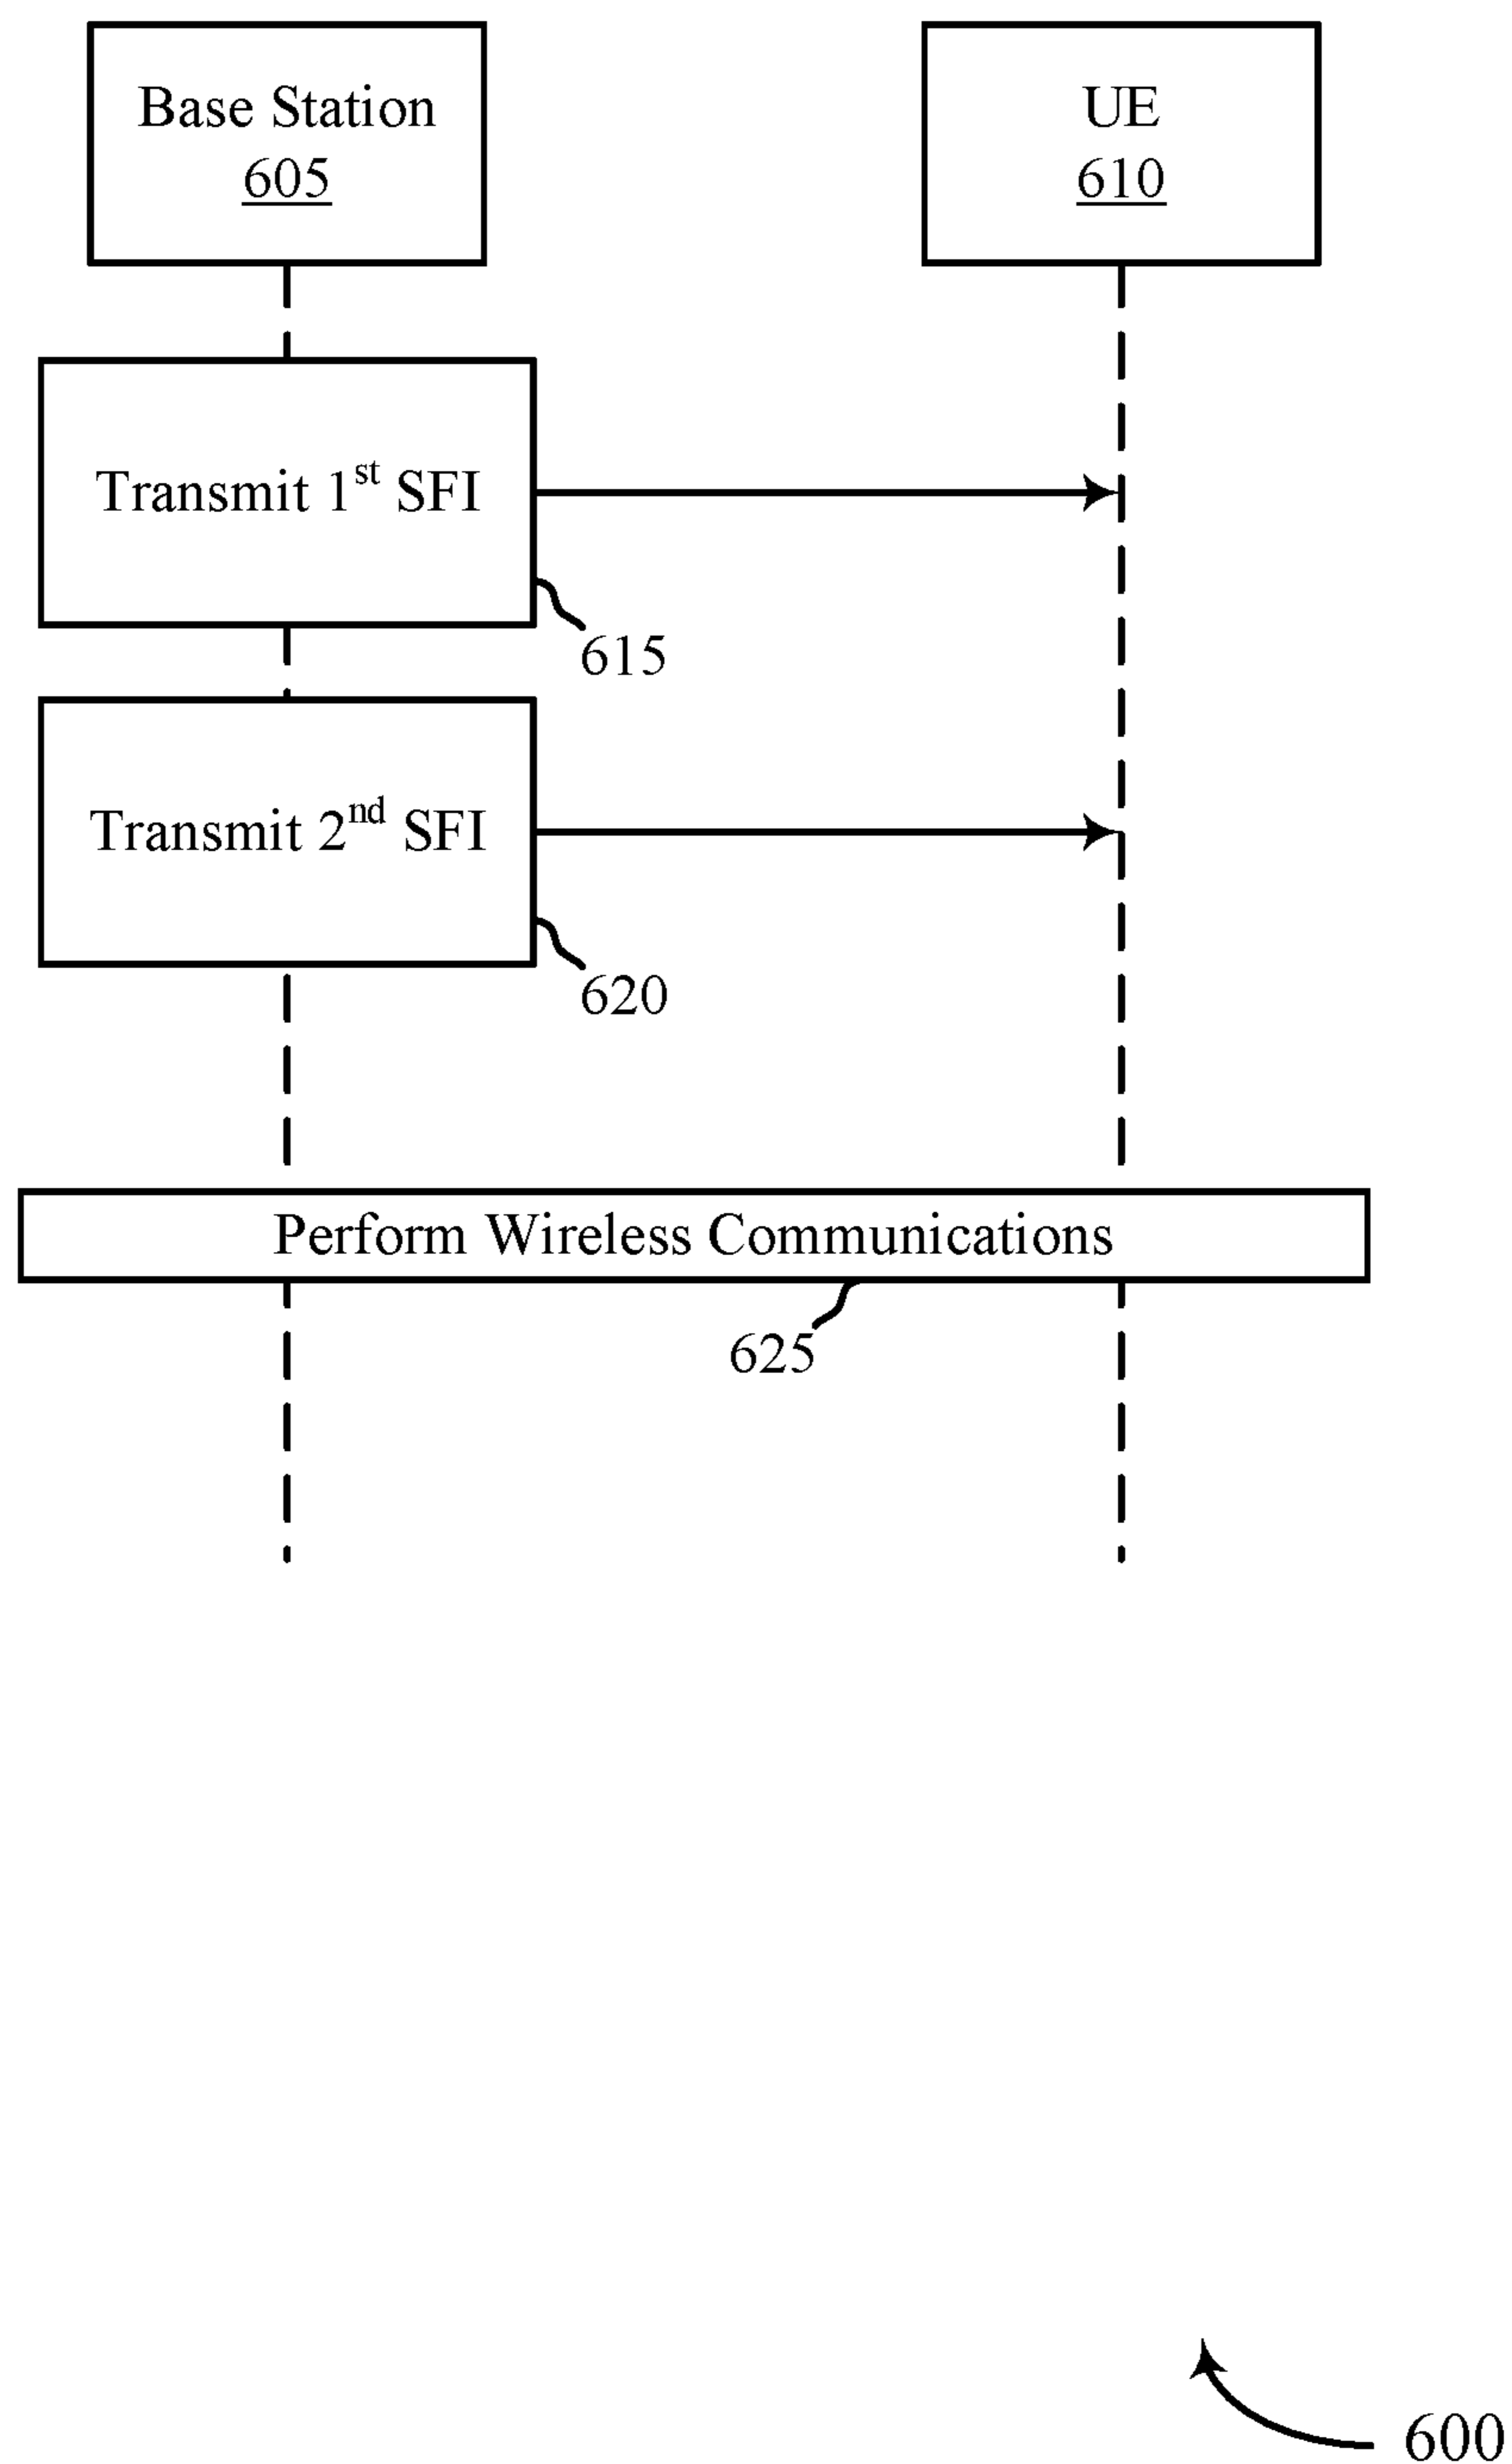 Base Station
605
UE
610
Transmit 1st SFI
615
Transmit 2nd SFI
620
Perform Wireless Communications
625
600